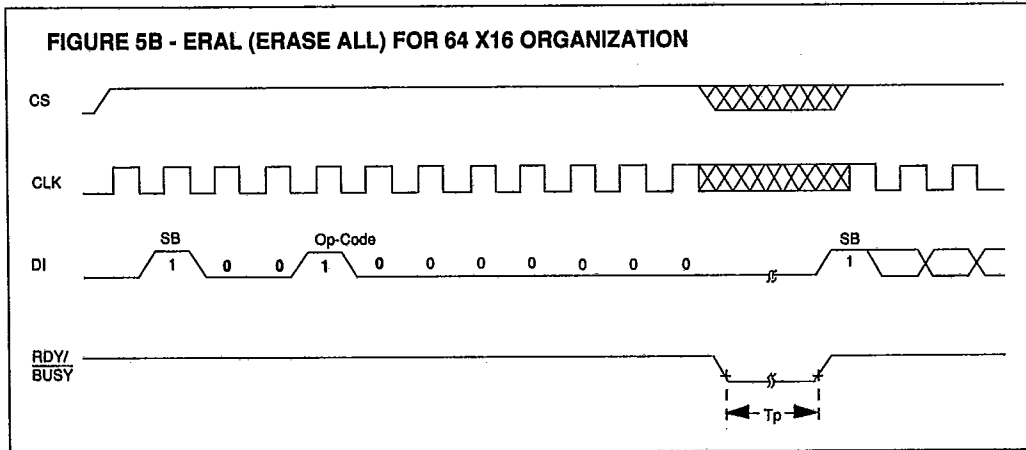 FIGURE 5B - ERAL (ERASE ALL) FOR 64 X16 ORGANIZATION
CS
CLK
SB Op-Code SB
DI 1 0 0 1 0 0 0 0 0 0 0 1
RDY/
BUSY
Tp